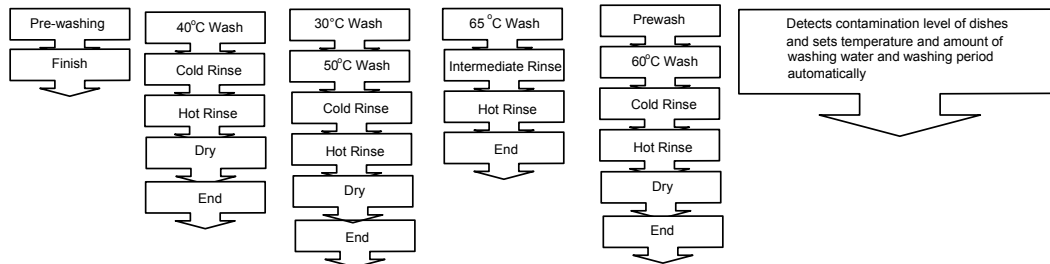 Pre-washing
Finish
40°C Wash
Cold Rinse
Hot Rinse
Dry
End
30°C Wash
50°C Wash
Cold Rinse
Hot Rinse
Dry
End
65 °C Wash
Intermediate Rinse
Hot Rinse
End
Prewash
60°C Wash
Cold Rinse
Hot Rinse
Dry
End
Detects contamination level of dishes
and sets temperature and amount of
washing water and washing period
automatically